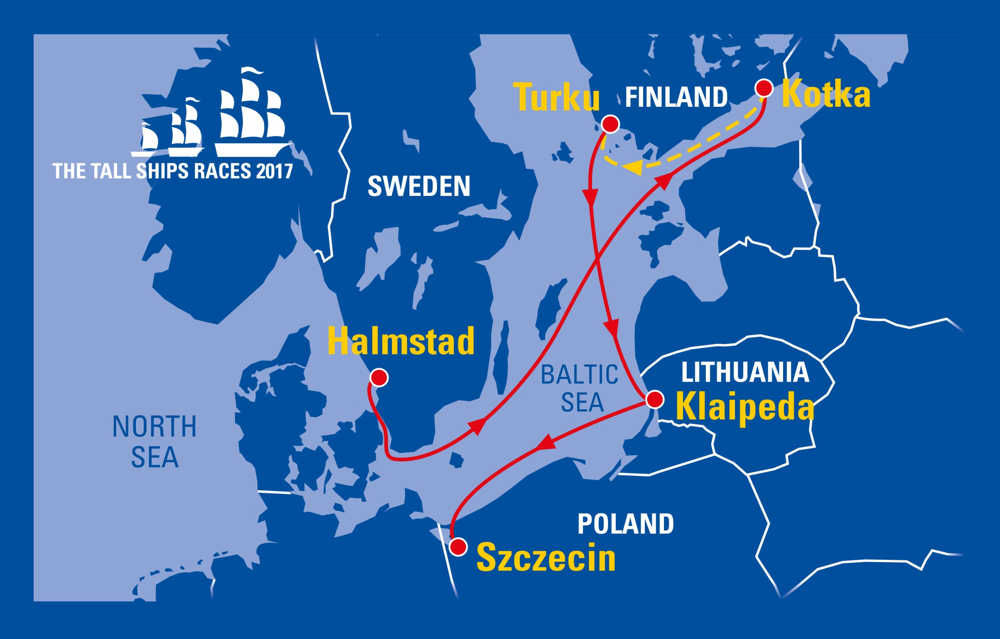 Turku
FINLAND
Kotka
THE TALL SHIPS RACES 2017
SWEDEN
Halmstad
BALTIC
SEA
LITHUANIA
Klaipeda
NORTH
SEA
POLAND
Szczecin